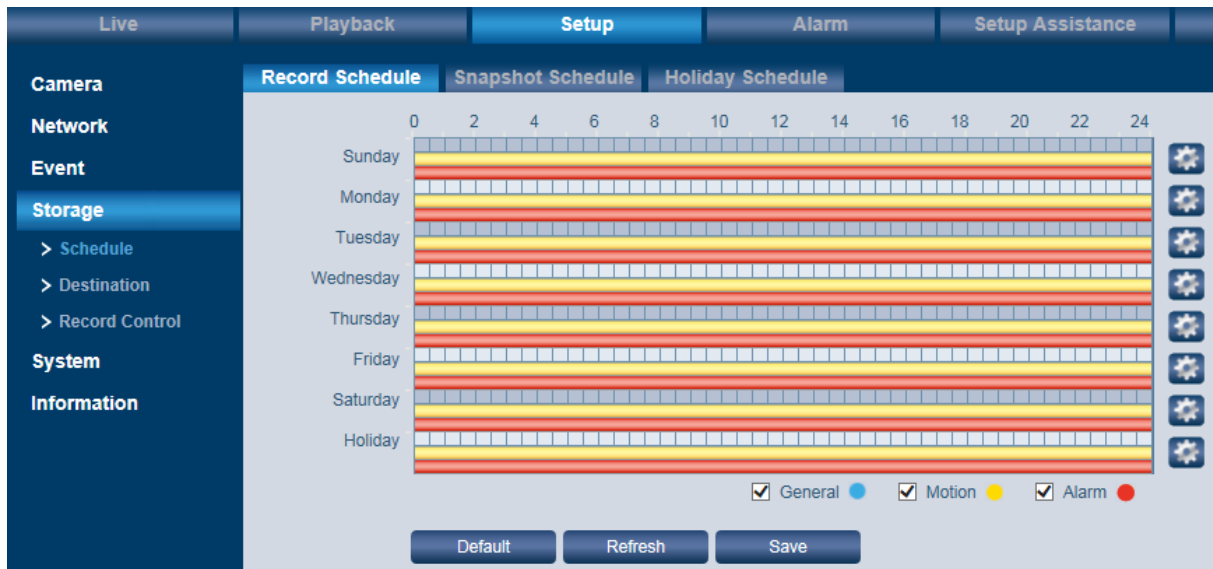 Live Playback Setup Alarm Setup Assistance
Camera
Network
Event
Storage
Schedule
Destination
Record Control
System
Information
Record Schedule Snapshot Schedule Holiday Schedule
0 2 4 6 8 10 12 14 16 18 20 22 24
Sunday
Monday
Tuesday
Wednesday
Thursday
Friday
Saturday
Holiday
General Motion Alarm
Default Refresh Save